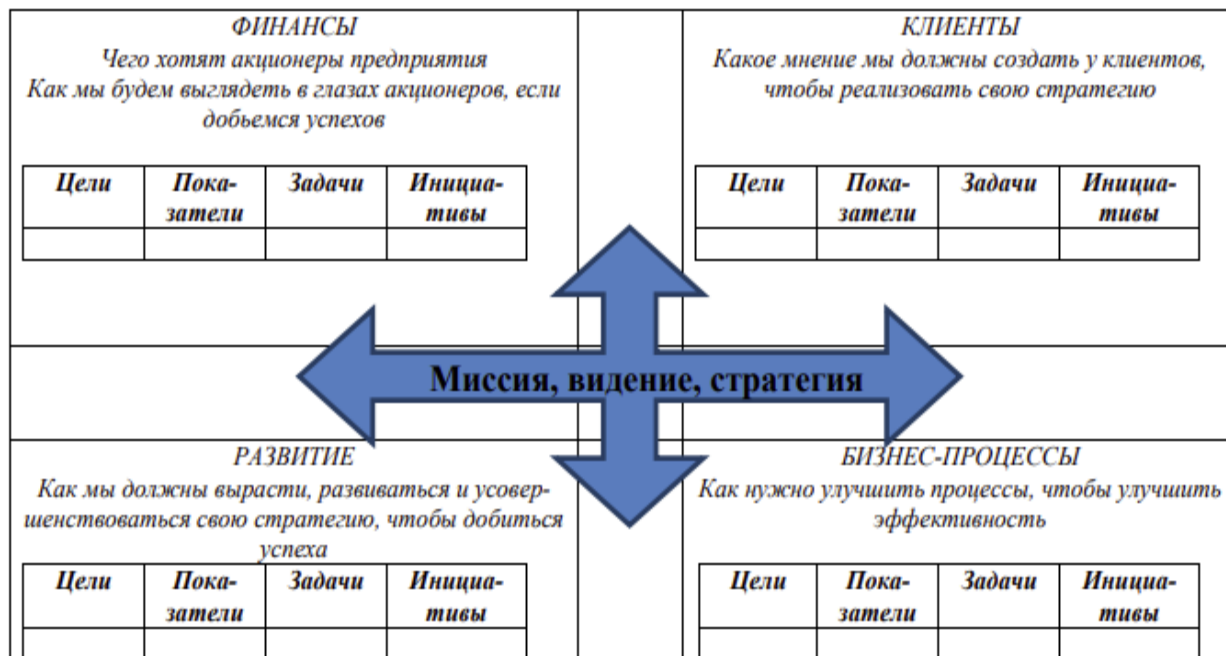 ФИНАНСЫ
Чего хотят акционеры предприятия
Как мы будем выглядеть в глазах акционеров, если
добьемся успехов
Цели Пока- Задачи Инициа-
затели тивы
КЛИЕНТЫ
Какое мнение мы должны создать у клиентов,
чтобы реализовать свою стратегию
Цели Пока- Задачи Инициа-
затели тивы
Миссия, видение, стратегия
РАЗВИТИЕ
Как мы должны вырасти, развиваться и усовер-
шенствоваться свою стратегию, чтобы добиться
успеха
Цели Пока- Задачи Инициа-
затели тивы
БИЗНЕС-ПРОЦЕССЫ
Как нужно улучшить процессы, чтобы улучшить
эффективность
Цели Пока- Задачи Инициа-
затели тивы